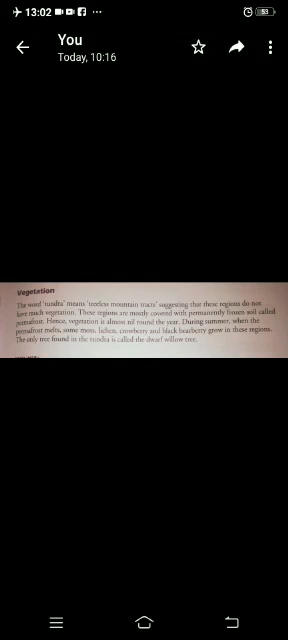 13:02
53
You
Today, 10:16
Vegetation
The word 'tundra' means 'treeless mountain tracts' suggesting that these regions do not
have much vegetation. These regions are mostly covered with permanently frozen soil called
permafrost. Hence, vegetation is almost nil round the year. During summer, when the
permafrost melts, some moss, lichen, crowberry and black bearberry grow in these regions.
The only tree found in the tundra is called the dwarf willow tree.